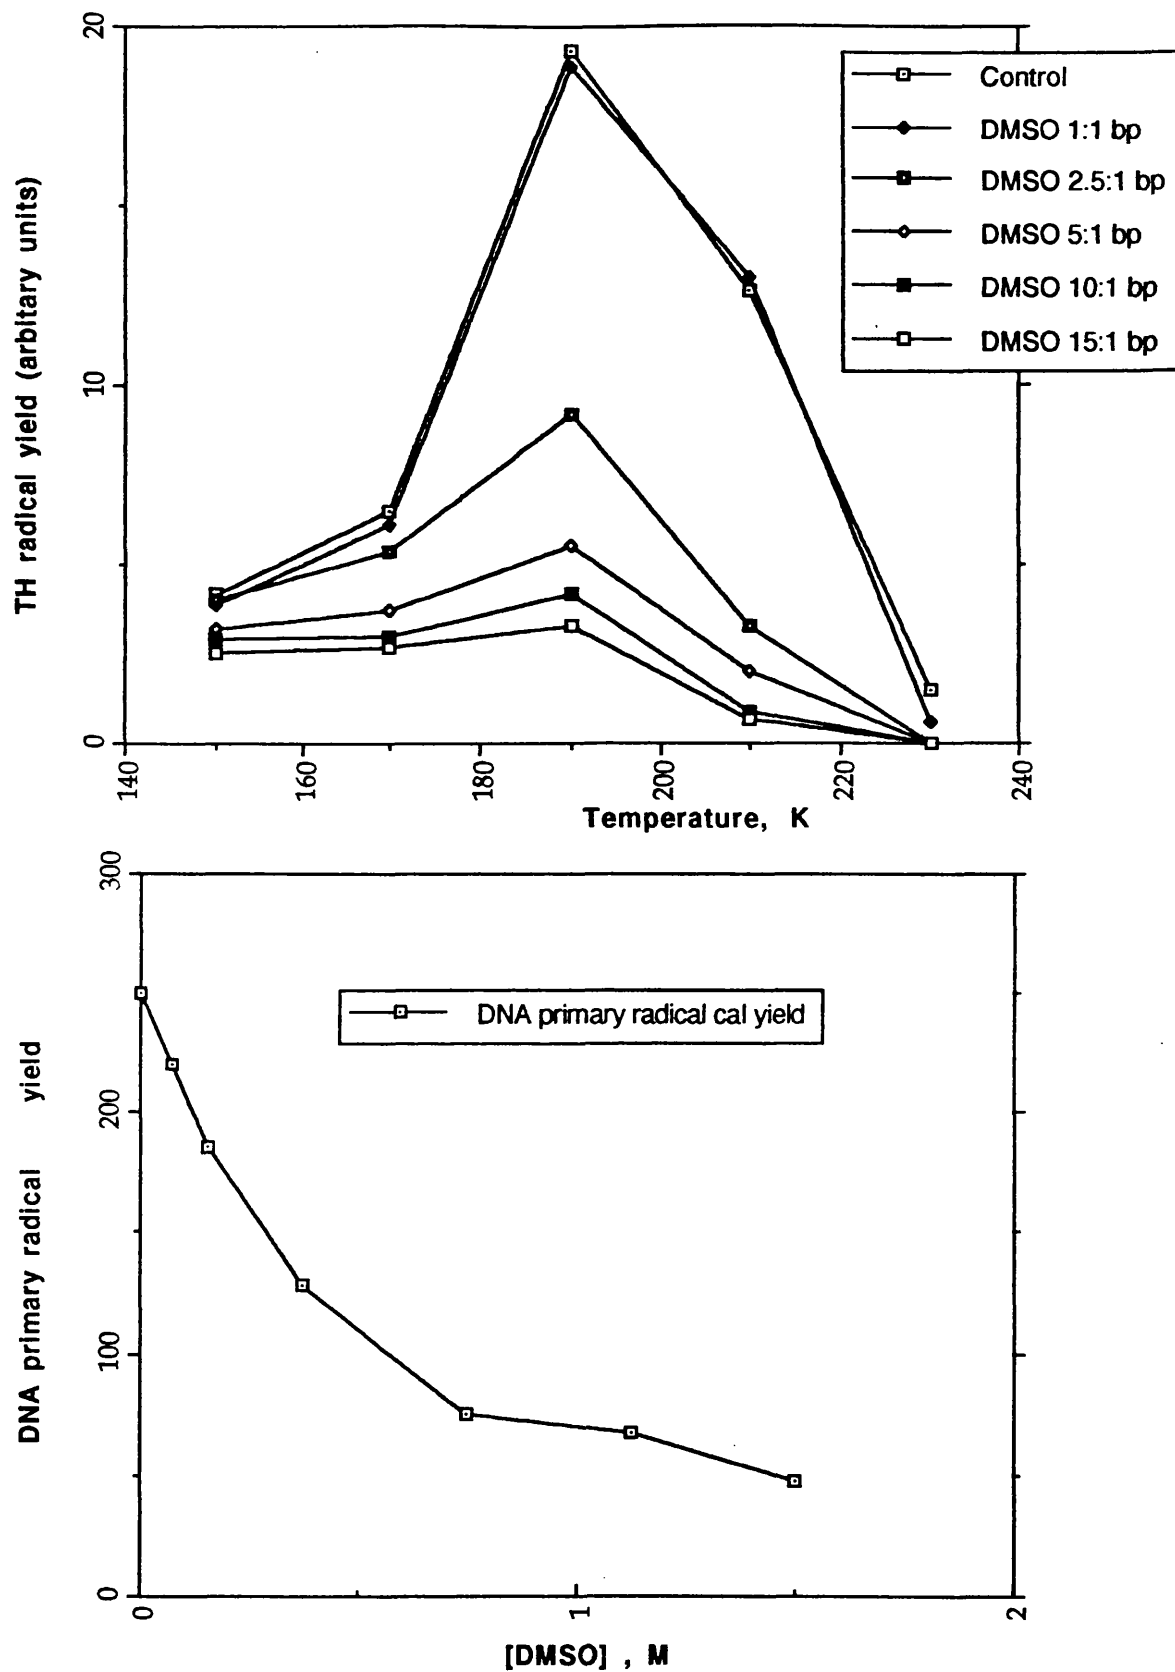 20
10
0
TH radical yield (arbitary units)
Control
DMSO 1:1 bp
DMSO 2.5:1 bp
DMSO 5:1 bp
DMSO 10:1 bp
DMSO 15:1 bp
140
160
180
200
220
240
Temperature, K
300
200
100
0
DNA primary radical yield
DNA primary radical cal yield
0
1
2
[DMSO] , M